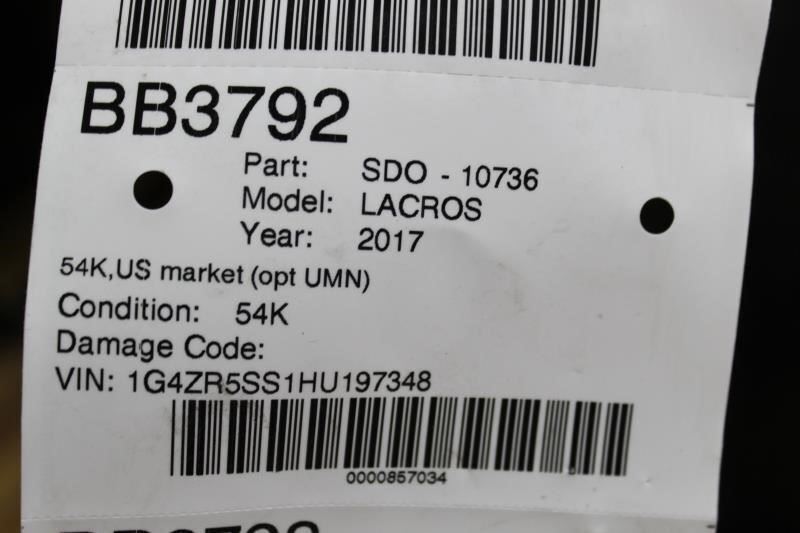 BB3792
Part: SDO - 10736
Model: LACROS
Year: 2017
54K,US market (opt UMN)
Condition: 54K
Damage Code:
VIN: 1G4ZR5SS1HU197348
0000857034